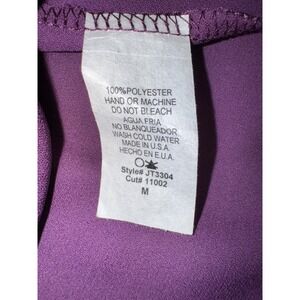 100%POLYESTER
HAND OR MACHINE
DO NOT BLEACH
AGUA FRIA
NO BLANQUEADOR
WASH COLD WATER
MADE IN U.S.A
HECHO EN E.U.A.
Style# JT3304
Cut# 11002
M